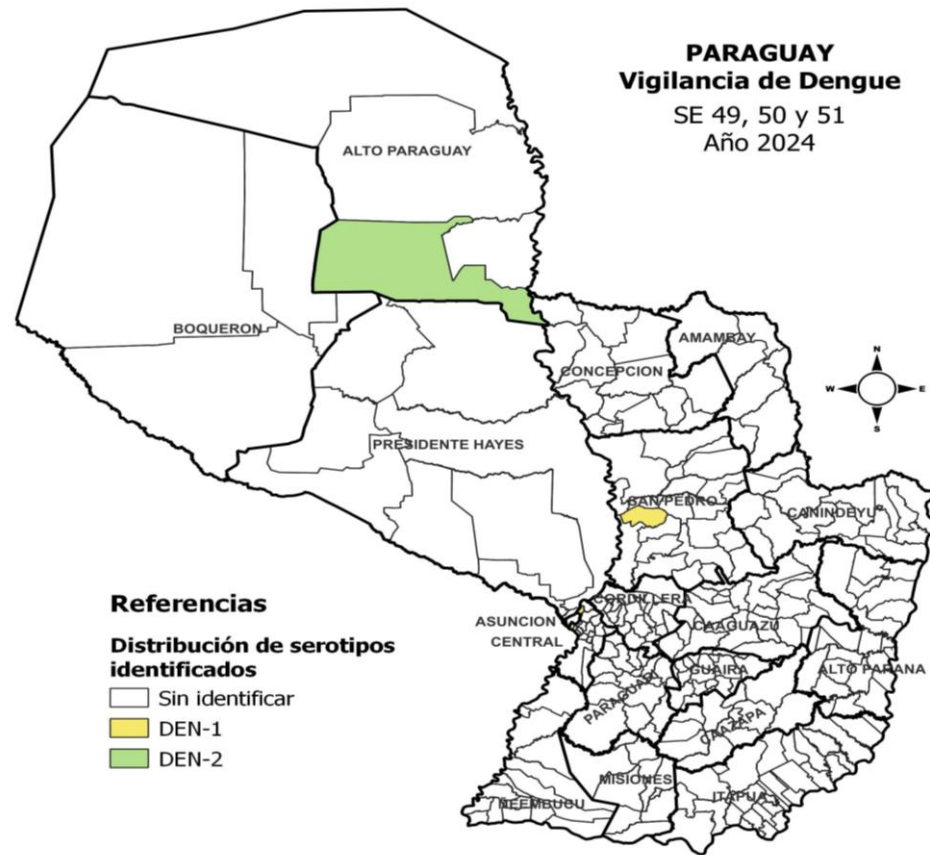 PARAGUAY
Vigilancia de Dengue
SE 49, 50 y 51
Año 2024
ALTO PARAGUAY
BOQUERON
AMAMBAY
CONCEPCION
N
W E
S
PRESIDENTE HAYES
SAN PEDRO
CANINDEYU
CORDILLERA
ASUNCION
CENTRAL
CAAGUAZU
GUAIRA
ALTO PARANA
PARAGUARI
CAAZAPA
MISIONES
ITAPUA
ÑEEMBUCU
Referencias
Distribución de serotipos
identificados
Sin identificar
DEN-1
DEN-2